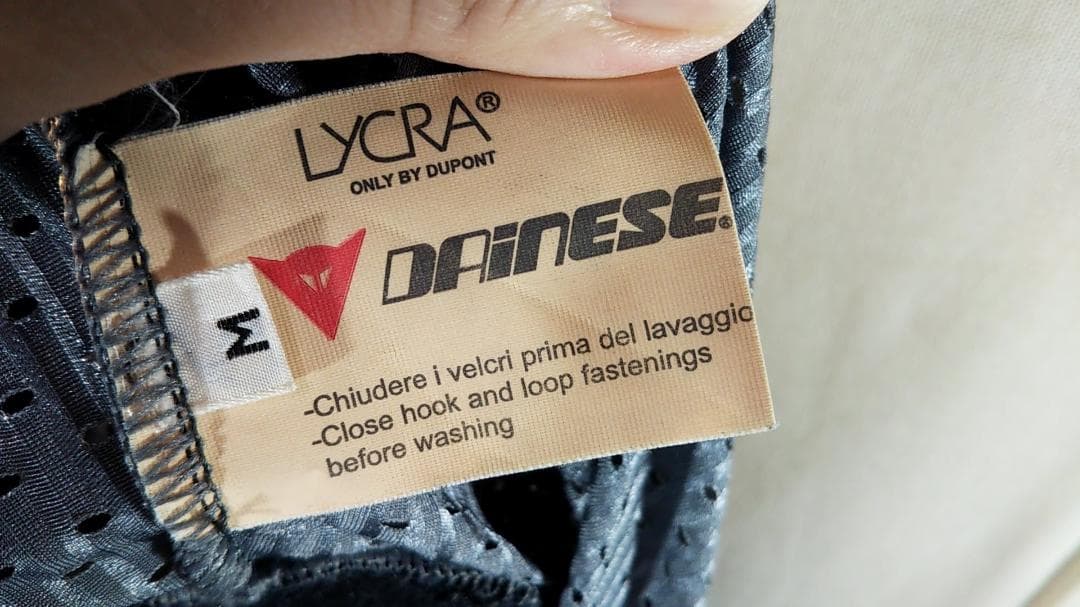 LYCRA®
ONLY BY DUPONT
DAINESE®
M
-Chiudere i velcri prima del lavaggio
-Close hook and loop fastenings
before washing